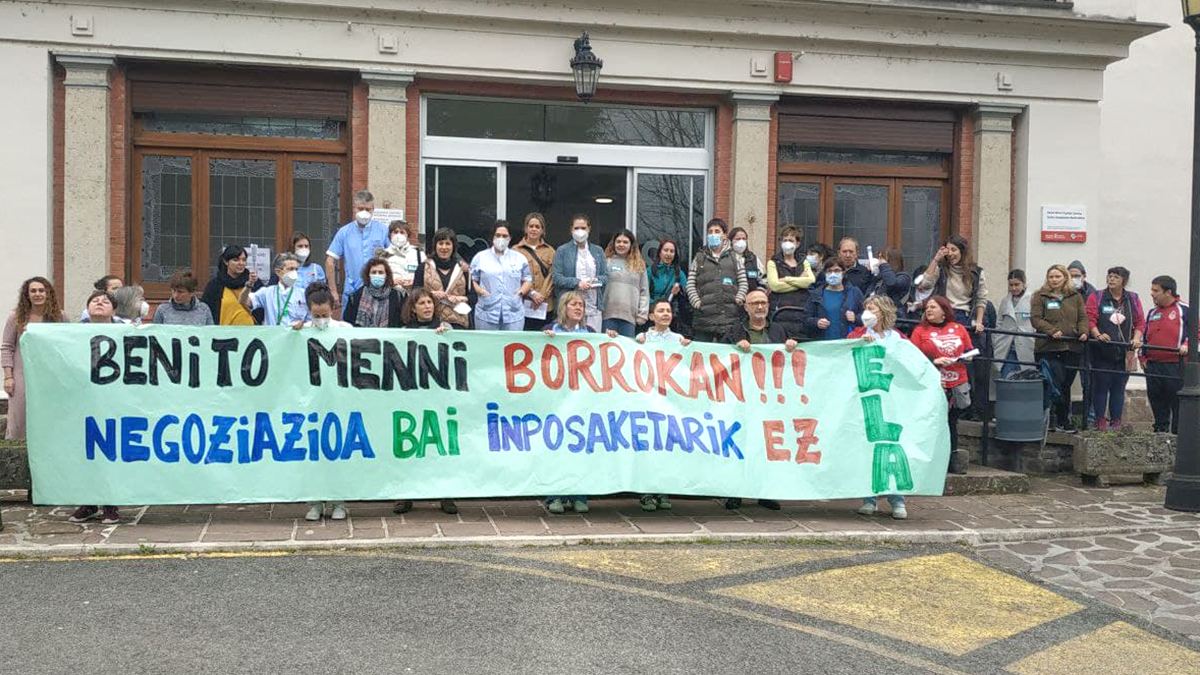 BENiTO MENNi BORROKAN!!!
NEGOZiAZiOA BAi iNPOSAKETARiK EZ
ELA